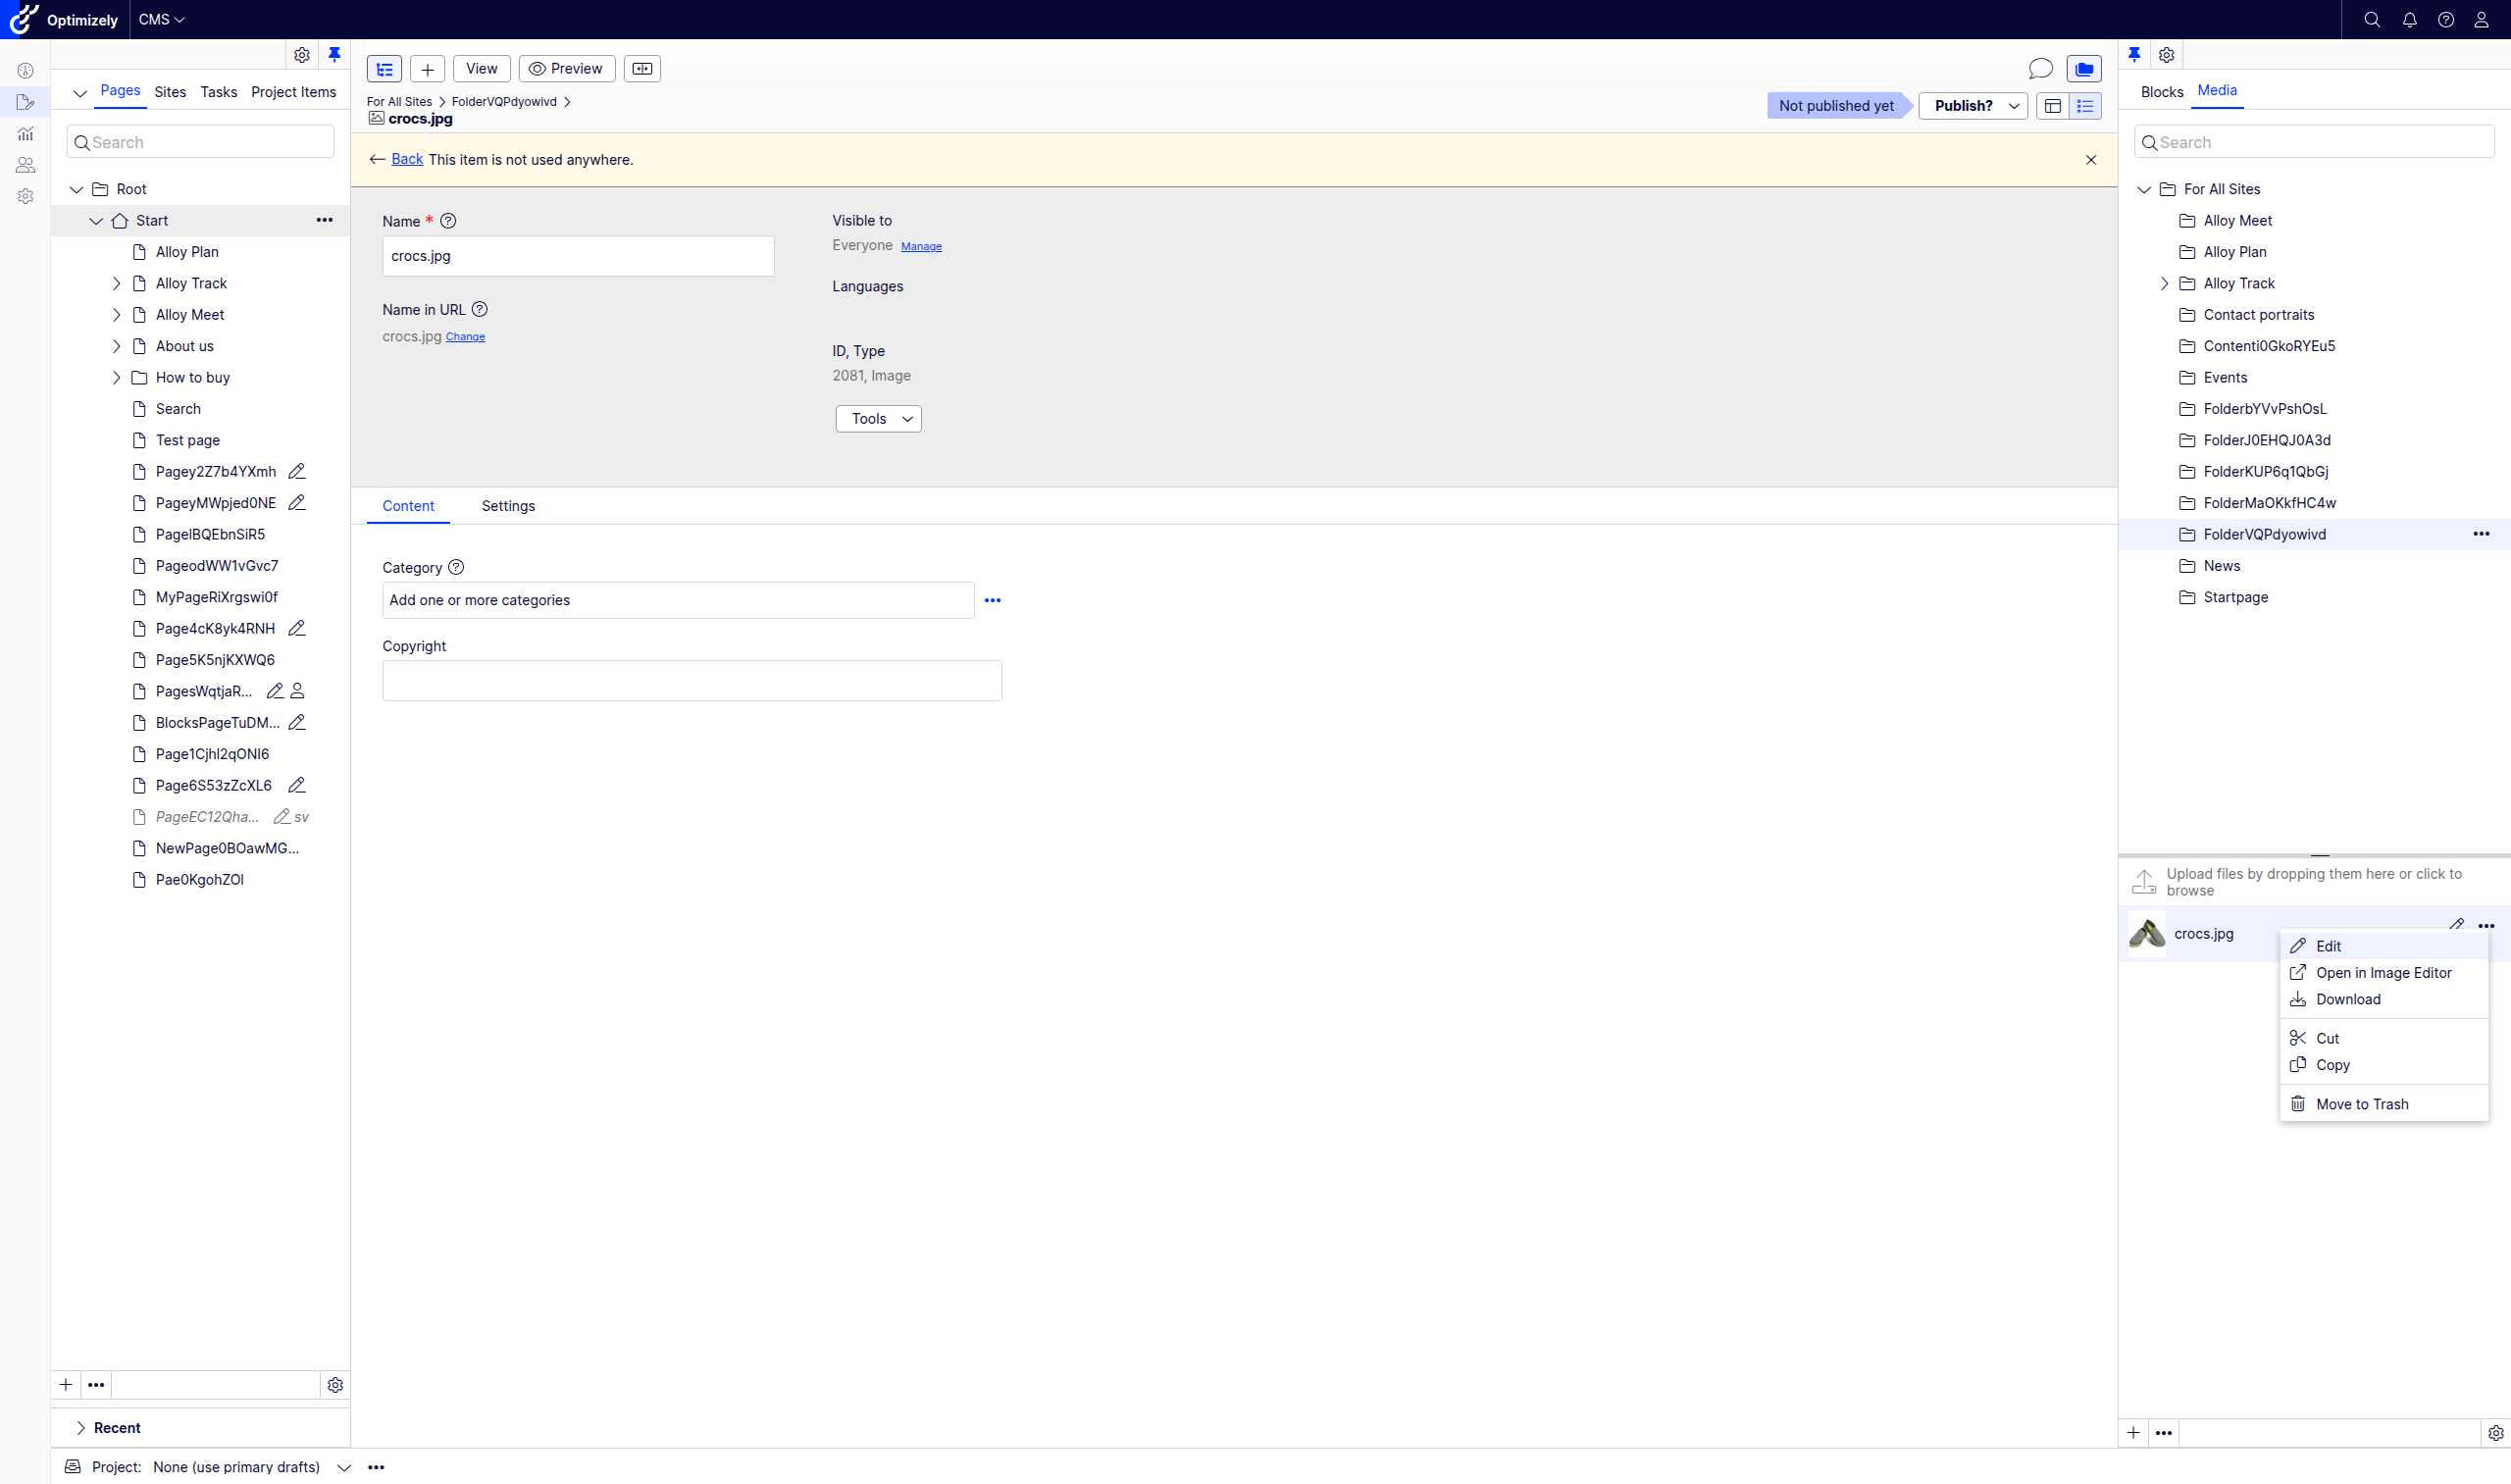 Optimizely
CMS
Pages
Sites
Tasks
Project Items
Search
Root
Start
Alloy Plan
Alloy Track
Alloy Meet
About us
How to buy
Search
Test page
Pagey2Z7b4YXmh
PageyMWpjed0NE
PagelBQEbnSiR5
PageodWW1vGvc7
MyPageRiXrgswi0f
Page4cK8yk4RNH
Page5K5njKXWQ6
PagesWqtjaR...
BlocksPageTuDM...
Page1Cjhl2qONI6
Page6S53zZcXL6
PageEC12Qha... sv
NewPage0BOawMG...
Pae0KgohZOl
Recent
Project: None (use primary drafts)
View
Preview
For All Sites > FolderVQPdyowivd >
crocs.jpg
Not published yet
Publish?
Back This item is not used anywhere.
Name *
crocs.jpg
Name in URL
crocs.jpg Change
Visible to
Everyone Manage
Languages
ID, Type
2081, Image
Tools
Content
Settings
Category
Add one or more categories
Copyright
Blocks
Media
Search
For All Sites
Alloy Meet
Alloy Plan
Alloy Track
Contact portraits
Contenti0GkoRYEu5
Events
FolderbYVvPshOsL
FolderJ0EHQJ0A3d
FolderKUP6q1QbGj
FolderMaOKkfHC4w
FolderVQPdyowivd
News
Startpage
Upload files by dropping them here or click to
browse
crocs.jpg
Edit
Open in Image Editor
Download
Cut
Copy
Move to Trash